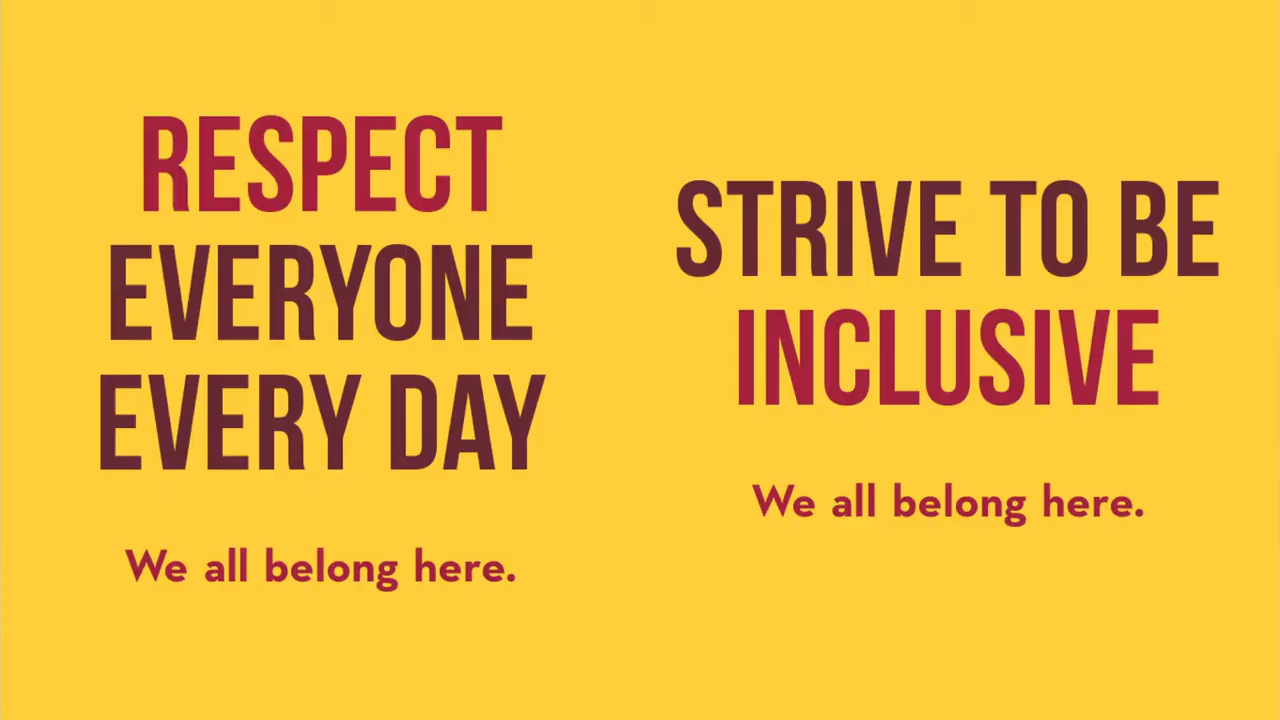 RESPECT
EVERYONE
EVERY DAY
We all belong here.
STRIVE TO BE
INCLUSIVE
We all belong here.